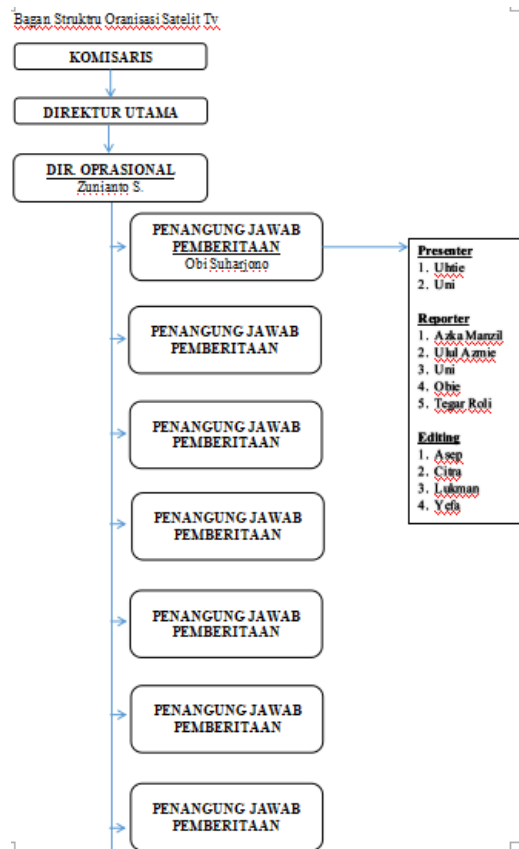 Bagan Struktru Oranisasi Satelit Tv
KOMISARIS
DIREKTUR UTAMA
DIR. OPRASIONAL
Zunianto S.
PENANGUNG JAWAB
PEMBERITAAN
Obi Suharjono
Presenter
1. Uhtie
2. Uni
Reporter
1. Azka Manzil
2. Ulul Azmie
3. Uni
4. Obie
5. Tegar Roli
Editing
1. Asep
2. Citra
3. Lukman
4. Yefa
PENANGUNG JAWAB
PEMBERITAAN
PENANGUNG JAWAB
PEMBERITAAN
PENANGUNG JAWAB
PEMBERITAAN
PENANGUNG JAWAB
PEMBERITAAN
PENANGUNG JAWAB
PEMBERITAAN
PENANGUNG JAWAB
PEMBERITAAN